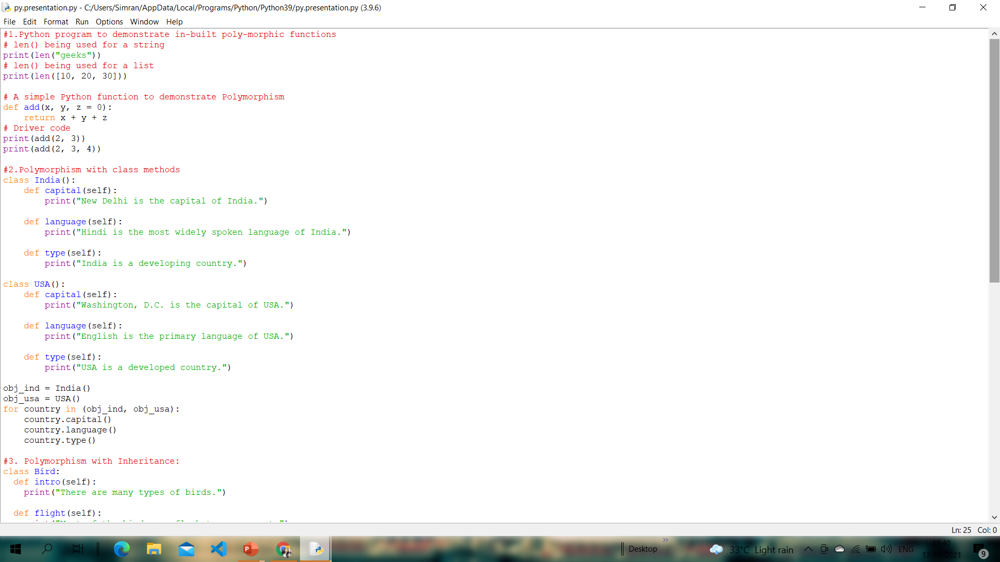 py.presentation.py - C:/Users/Simran/AppData/Local/Programs/Python/Python39/py.presentation.py (3.9.6)
File Edit Format Run Options Window Help
#1.Python program to demonstrate in-built poly-morphic functions
# len() being used for a string
print(len("geeks"))
# len() being used for a list
print(len([10, 20, 30]))

# A simple Python function to demonstrate Polymorphism
def add(x, y, z = 0):
    return x + y + z
# Driver code
print(add(2, 3))
print(add(2, 3, 4))

#2.Polymorphism with class methods
class India():
    def capital(self):
        print("New Delhi is the capital of India.")

    def language(self):
        print("Hindi is the most widely spoken language of India.")

    def type(self):
        print("India is a developing country.")

class USA():
    def capital(self):
        print("Washington, D.C. is the capital of USA.")

    def language(self):
        print("English is the primary language of USA.")

    def type(self):
        print("USA is a developed country.")

obj_ind = India()
obj_usa = USA()
for country in (obj_ind, obj_usa):
    country.capital()
    country.language()
    country.type()

#3. Polymorphism with Inheritance:
class Bird:
  def intro(self):
    print("There are many types of birds.")

  def flight(self):
Ln: 25 Col: 0
Desktop
33°C Light rain
ENG
15:40
17-11-2021
9